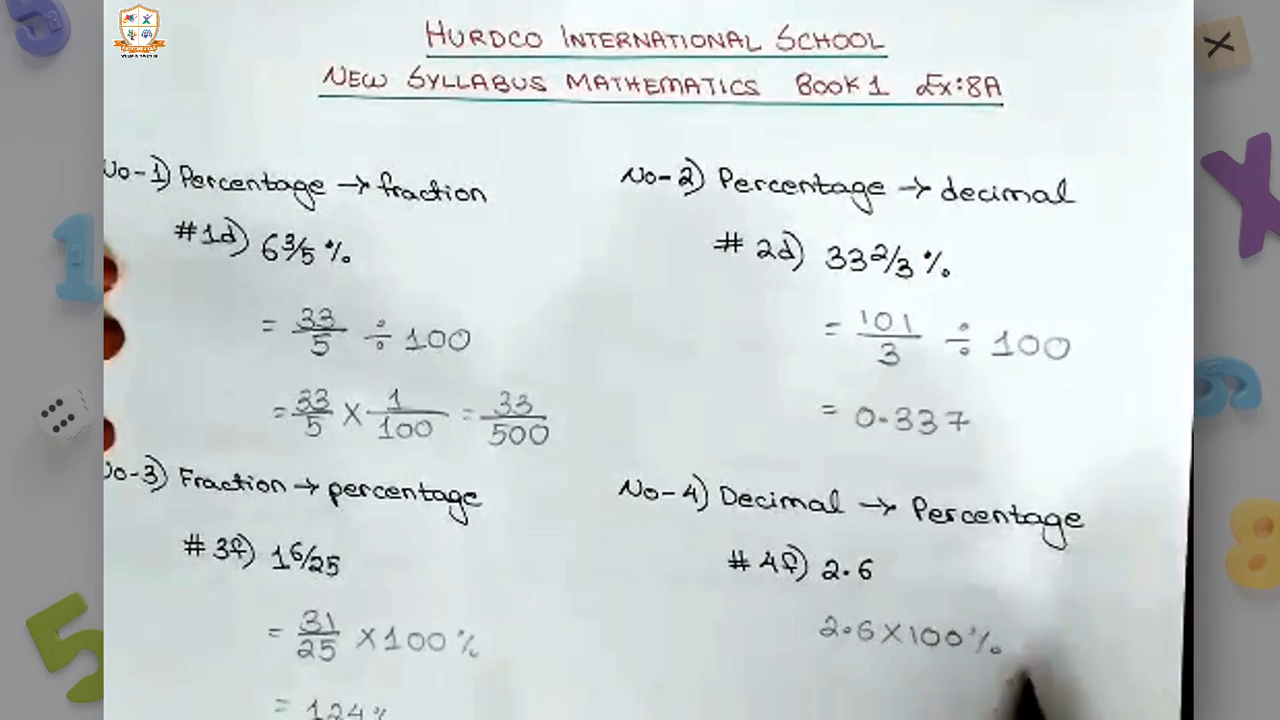 HURDCO INTERNATIONAL SCHOOL
NEW SYLLABUS MATHEMATICS BOOK 1 Ex:8A
No-1) Percentage → fraction
#1d) 6 3/5 %
= 33/5 ÷ 100
= 33/5 × 1/100 = 33/500
No-2) Percentage → decimal
# 2d) 33 2/3 %
= 101/3 ÷ 100
= 0.337
No-3) Fraction → percentage
# 3f) 1 6/25
= 31/25 × 100 %
= 124 %
No-4) Decimal → Percentage
# 4f) 2.6
2.6 × 100 %